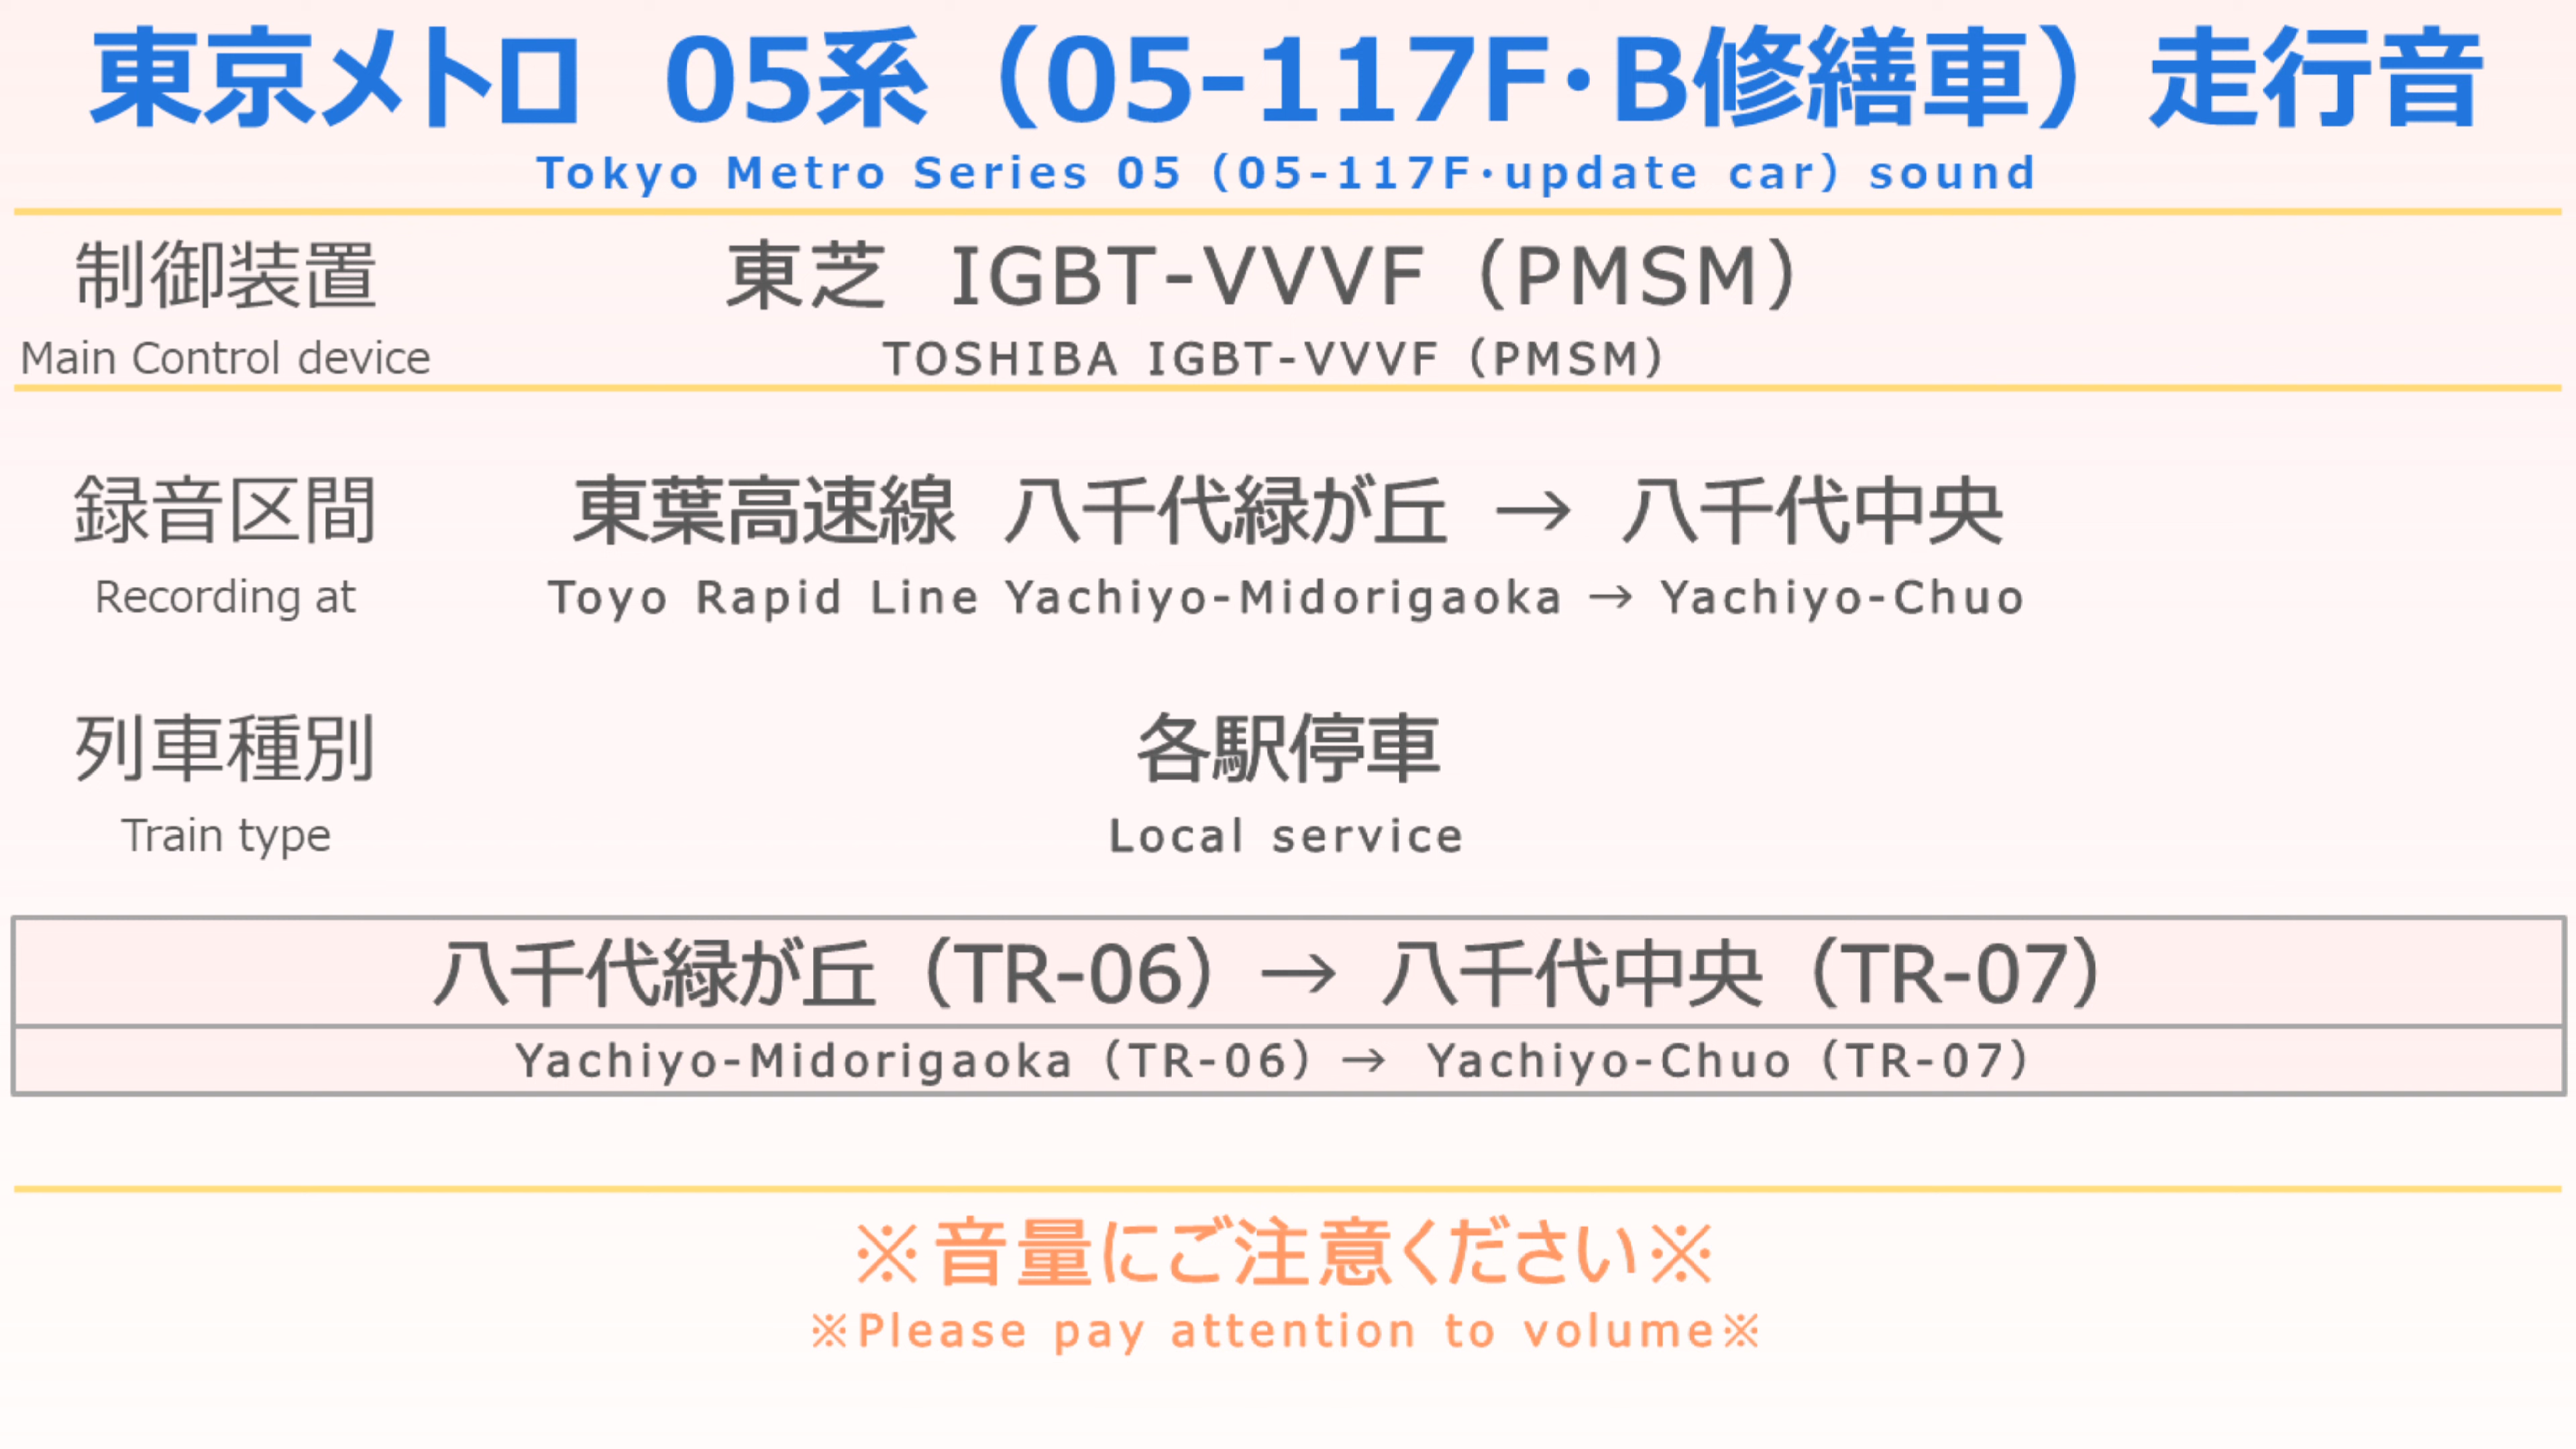 東京メトロ 05系（05-117F・B修繕車）走行音
Tokyo Metro Series 05（05-117F・update car）sound
制御装置 東芝 IGBT-VVVF（PMSM）
Main Control device TOSHIBA IGBT-VVVF（PMSM）
録音区間 東葉高速線 八千代緑が丘 → 八千代中央
Recording at Toyo Rapid Line Yachiyo-Midorigaoka → Yachiyo-Chuo
列車種別 各駅停車
Train type Local service
八千代緑が丘（TR-06）→ 八千代中央（TR-07）
Yachiyo-Midorigaoka（TR-06）→ Yachiyo-Chuo（TR-07）
※音量にご注意ください※
※Please pay attention to volume※